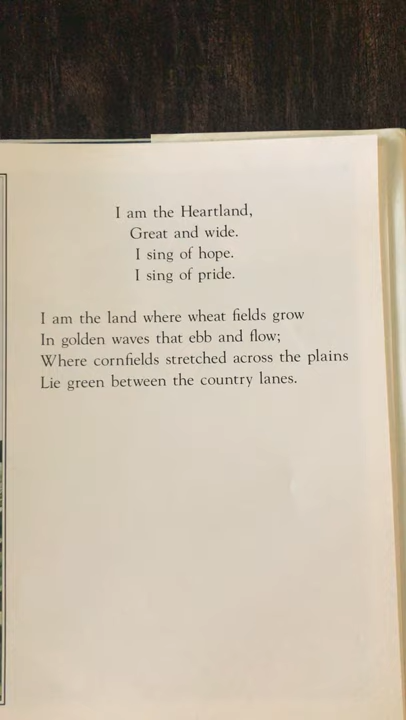 I am the Heartland,
Great and wide.
I sing of hope.
I sing of pride.
I am the land where wheat fields grow
In golden waves that ebb and flow;
Where cornfields stretched across the plains
Lie green between the country lanes.